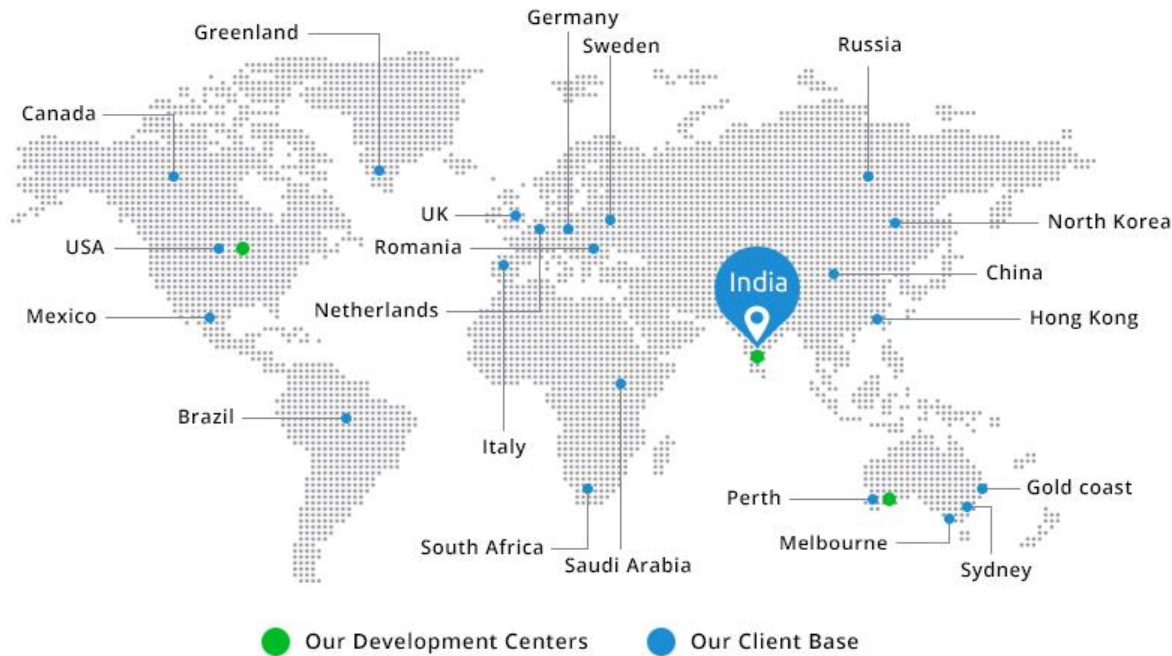 Germany
Greenland
Sweden
Russia
Canada
UK
North Korea
USA
Romania
China
India
Netherlands
Mexico
Hong Kong
Brazil
Italy
Perth
Gold coast
South Africa
Melbourne
Saudi Arabia
Sydney
Our Development Centers
Our Client Base